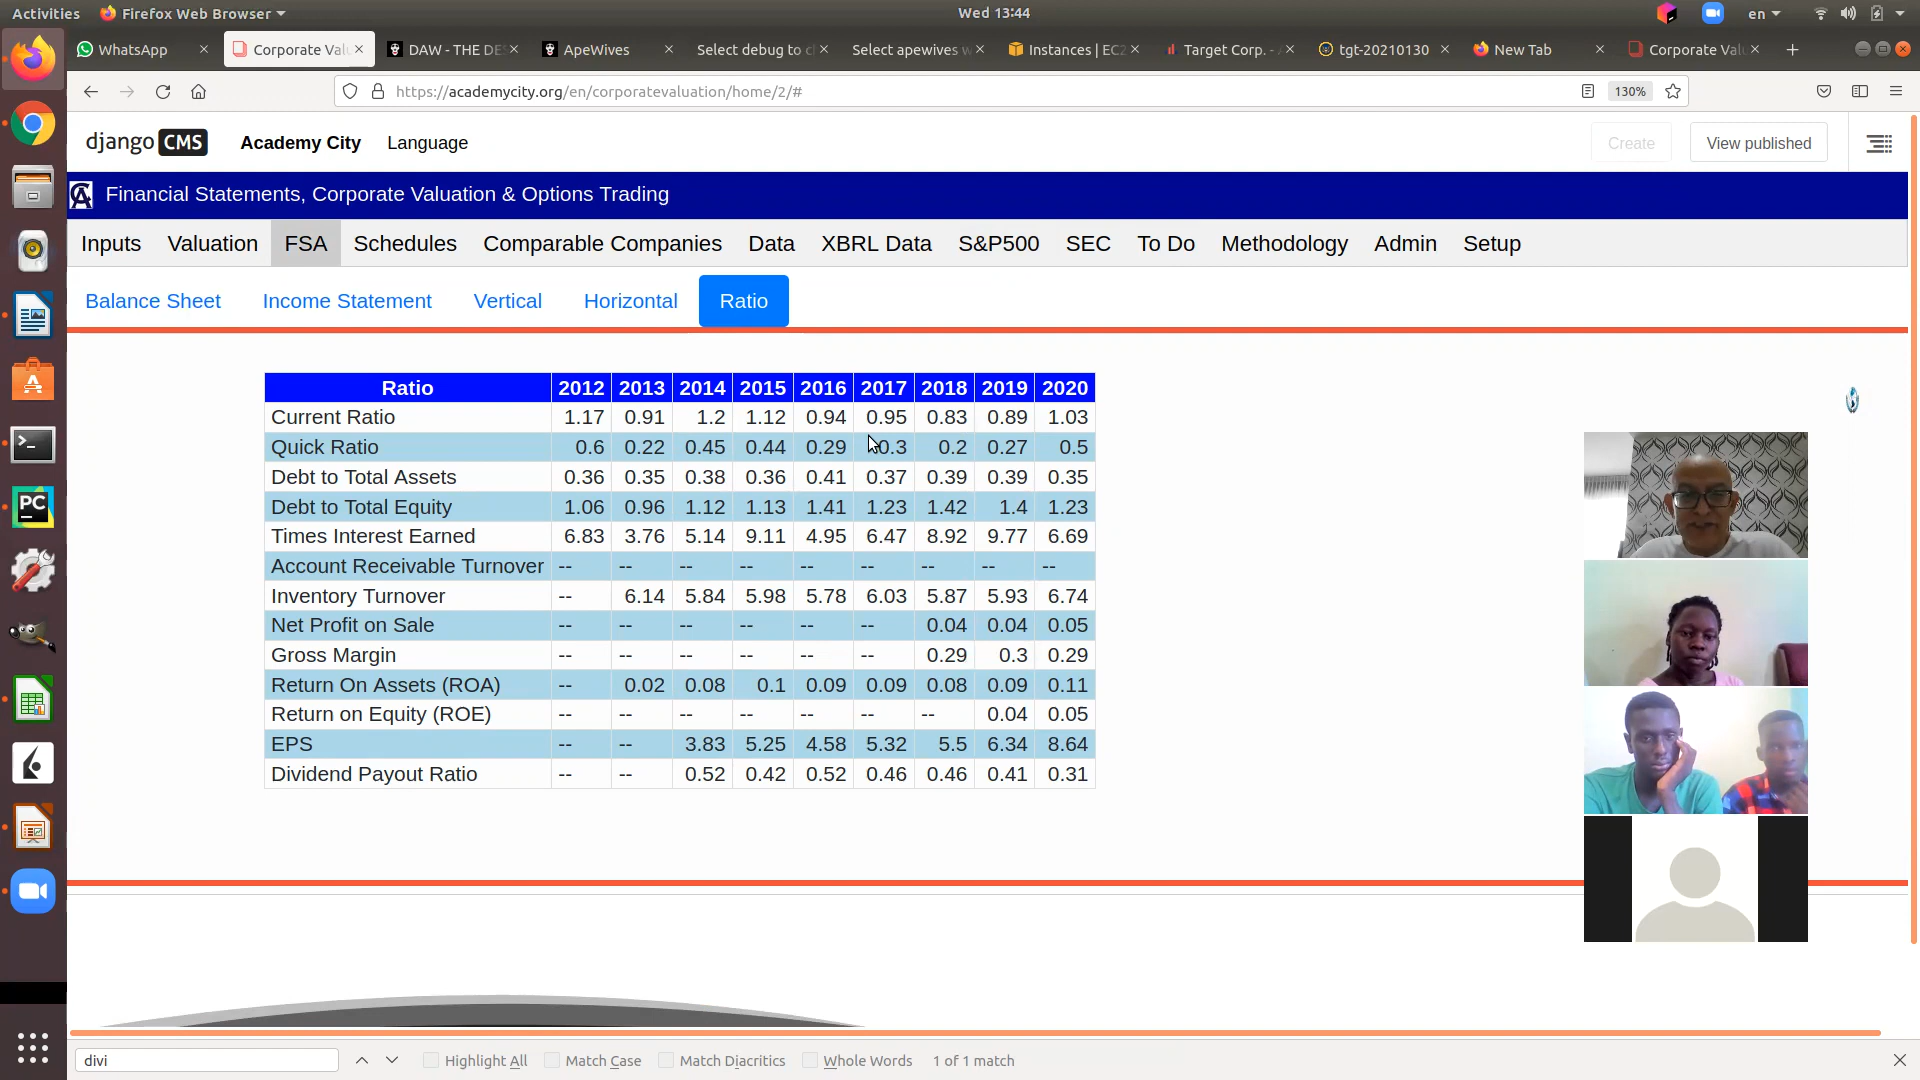 Activities Firefox Web Browser Wed 13:44 en
WhatsApp Corporate Val DAW - THE DES ApeWives Select debug to c Select apewives w Instances | EC2 Target Corp. - tgt-20210130 New Tab Corporate Val
https://academycity.org/en/corporatevaluation/home/2/# 130%
django CMS Academy City Language Create View published
Financial Statements, Corporate Valuation & Options Trading
Inputs Valuation FSA Schedules Comparable Companies Data XBRL Data S&P500 SEC To Do Methodology Admin Setup
Balance Sheet Income Statement Vertical Horizontal Ratio
Ratio 2012 2013 2014 2015 2016 2017 2018 2019 2020
Current Ratio 1.17 0.91 1.2 1.12 0.94 0.95 0.83 0.89 1.03
Quick Ratio 0.6 0.22 0.45 0.44 0.29 0.3 0.2 0.27 0.5
Debt to Total Assets 0.36 0.35 0.38 0.36 0.41 0.37 0.39 0.39 0.35
Debt to Total Equity 1.06 0.96 1.12 1.13 1.41 1.23 1.42 1.4 1.23
Times Interest Earned 6.83 3.76 5.14 9.11 4.95 6.47 8.92 9.77 6.69
Account Receivable Turnover -- -- -- -- -- -- -- -- --
Inventory Turnover -- 6.14 5.84 5.98 5.78 6.03 5.87 5.93 6.74
Net Profit on Sale -- -- -- -- -- -- 0.04 0.04 0.05
Gross Margin -- -- -- -- -- -- 0.29 0.3 0.29
Return On Assets (ROA) -- 0.02 0.08 0.1 0.09 0.09 0.08 0.09 0.11
Return on Equity (ROE) -- -- -- -- -- -- -- 0.04 0.05
EPS -- -- 3.83 5.25 4.58 5.32 5.5 6.34 8.64
Dividend Payout Ratio -- -- 0.52 0.42 0.52 0.46 0.46 0.41 0.31
divi Highlight All Match Case Match Diacritics Whole Words 1 of 1 match